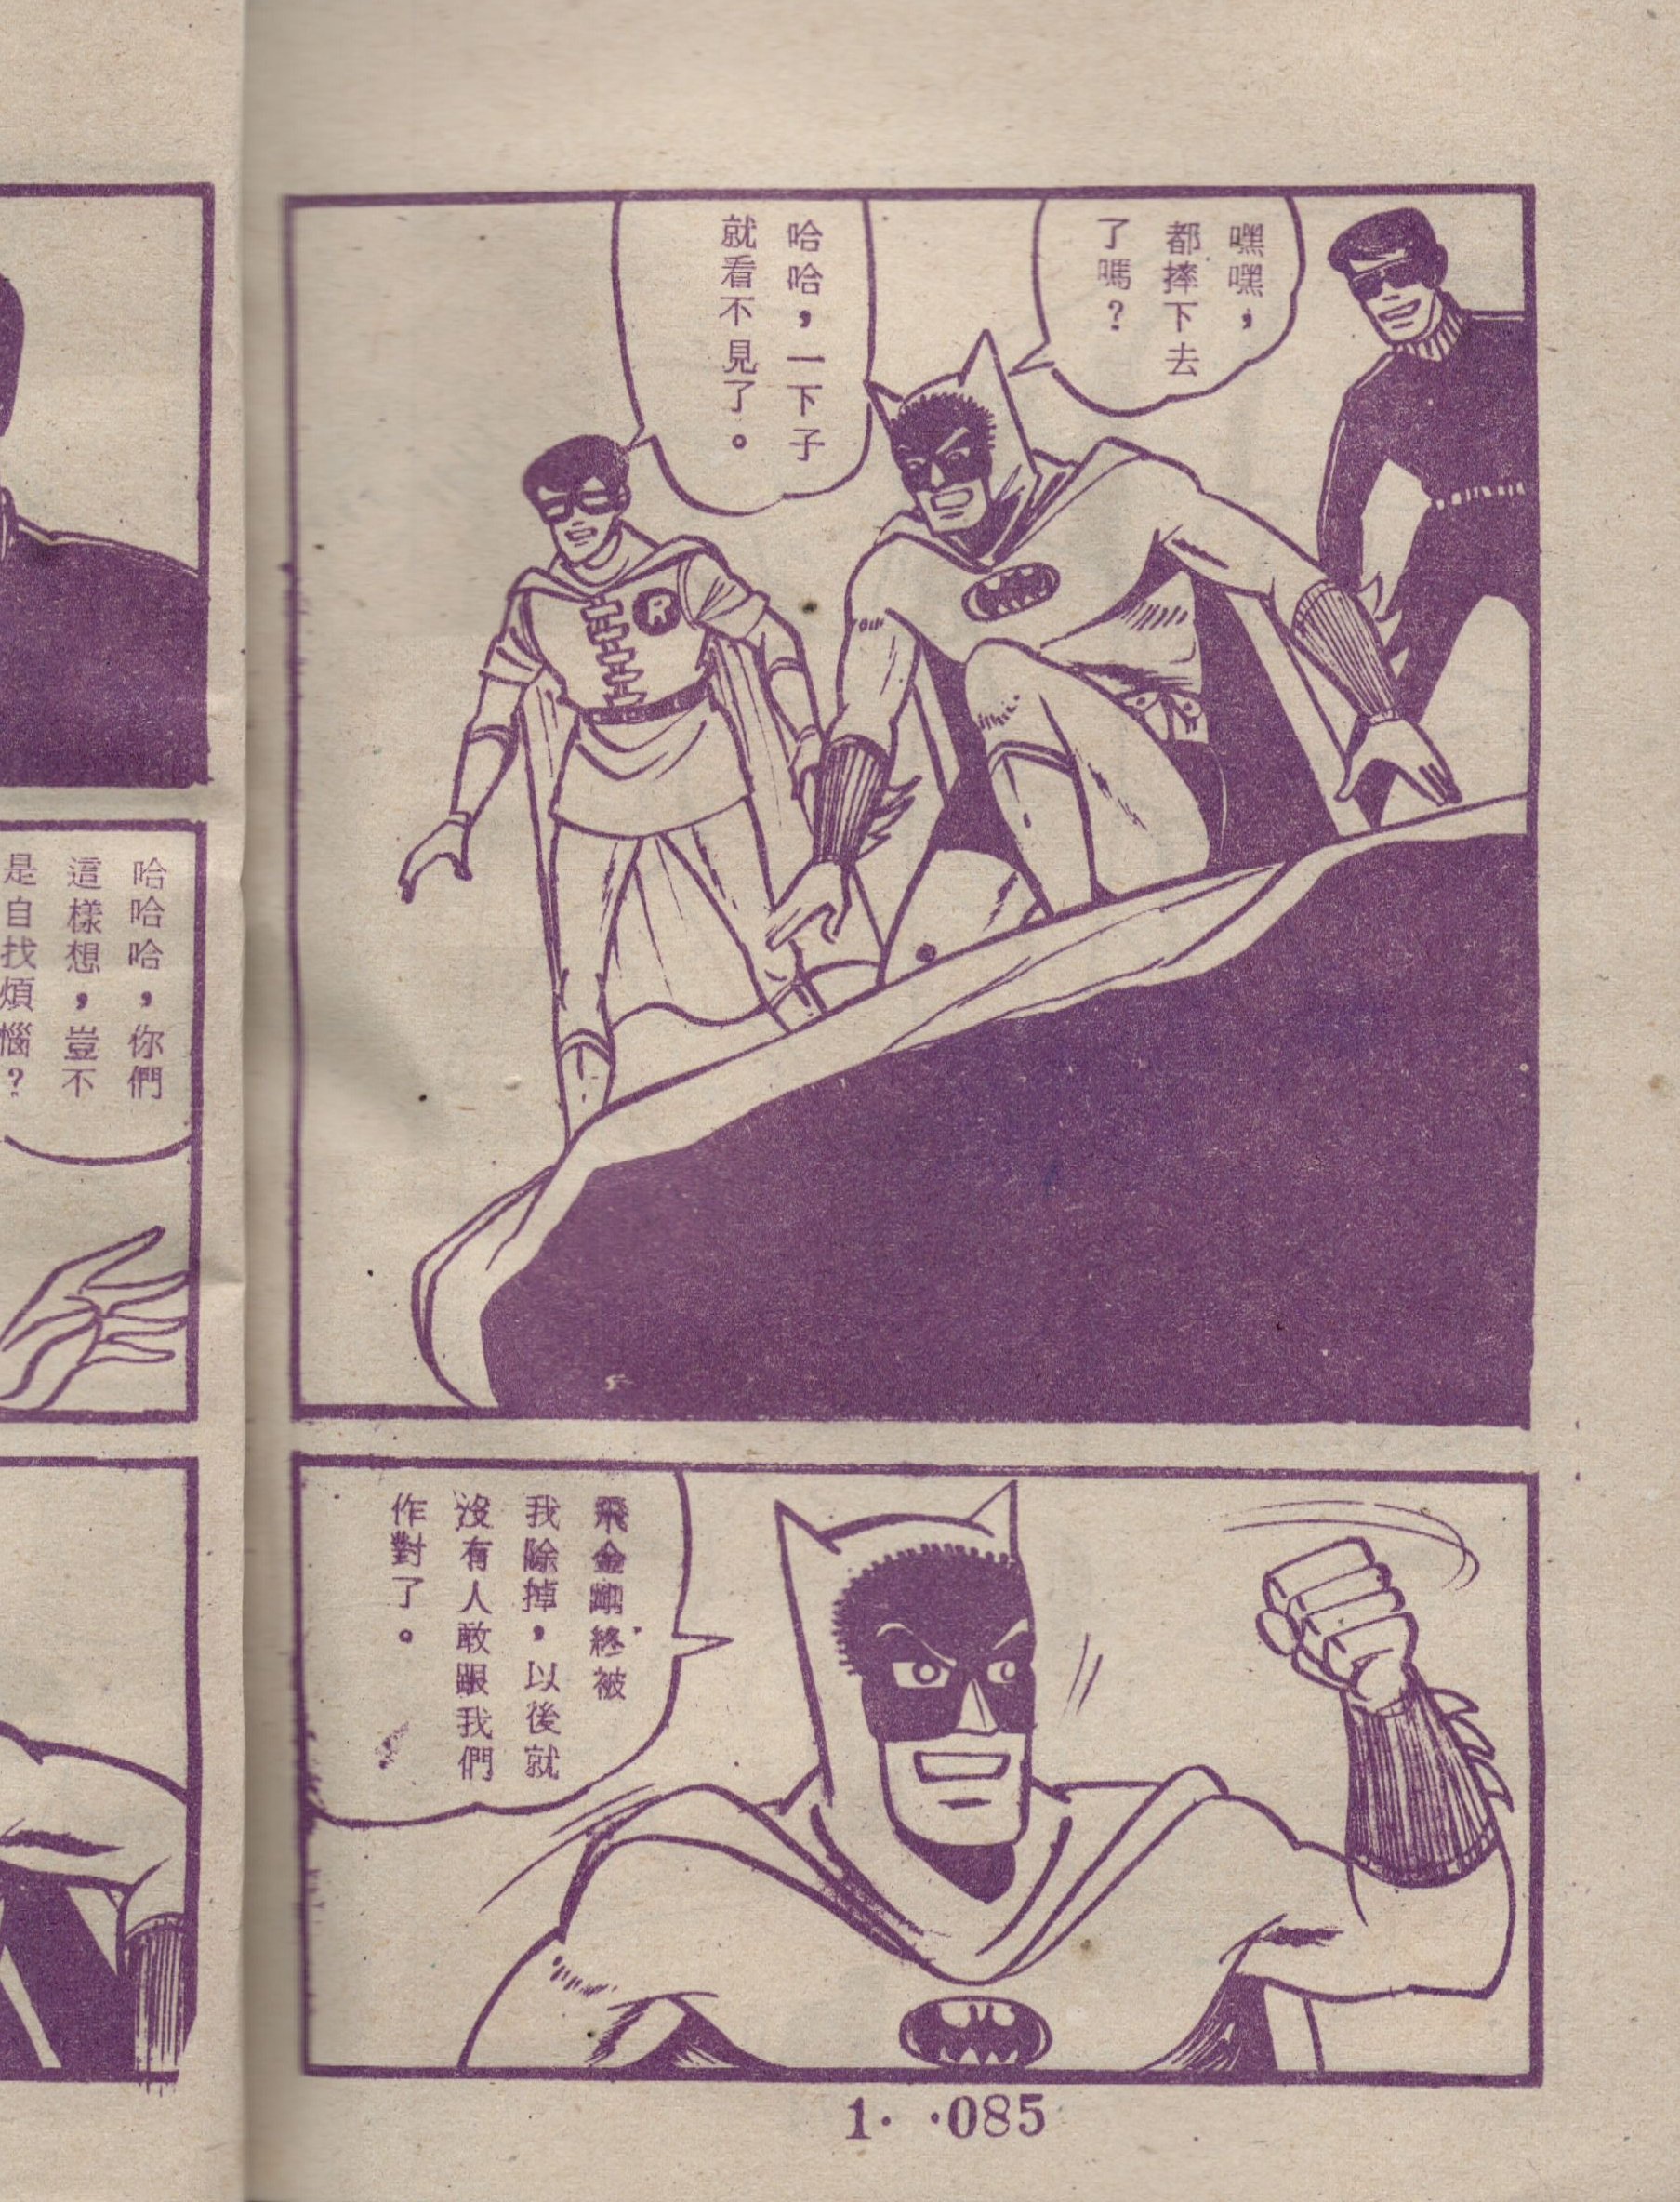 嘿嘿，
都摔下去
了嗎？
哈哈，一下子
就看不見了。
R
飛金剛終被
我除掉，以後就
沒有人敢跟我們
作對了。
1· ·085
哈哈哈，你們
這樣想，豈不
是自找煩惱？